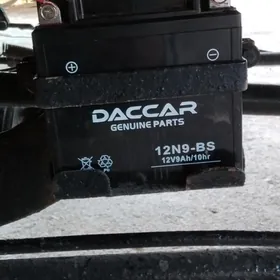 DACCAR
GENUINE PARTS
12N9-BS
12V9Ah/10hr